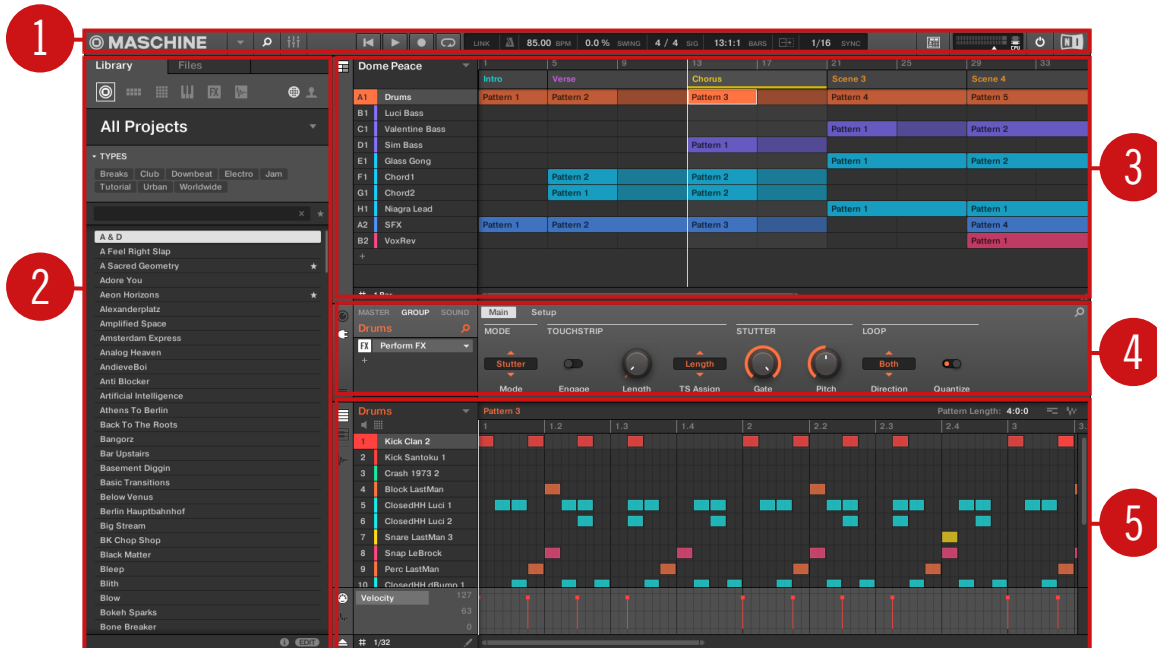 1
MASCHINE
LINK 85.00 BPM 0.0 % SWING 4 / 4 SIG 13:1:1 BARS 1/16 SYNC
CPU
NI
2
Library Files
FX
All Projects
TYPES
Breaks Club Downbeat Electro Jam
Tutorial Urban Worldwide
A & D
A Feel Right Slap
A Sacred Geometry
Adore You
Aeon Horizons
Alexanderplatz
Amplified Space
Amsterdam Express
Analog Heaven
AndieveBoi
Anti Blocker
Artificial Intelligence
Athens To Berlin
Back To The Roots
Bangorz
Bar Upstairs
Basement Diggin
Basic Transitions
Below Venus
Berlin Hauptbahnhof
Big Stream
BK Chop Shop
Black Matter
Bleep
Blith
Blow
Bokeh Sparks
Bone Breaker
EDIT
3
Dome Peace 1 5 9 13 17 21 25 29 33
Intro Verse Chorus Scene 3 Scene 4
A1 Drums Pattern 1 Pattern 2 Pattern 3 Pattern 4 Pattern 5
B1 Luci Bass
C1 Valentine Bass Pattern 1 Pattern 2
D1 Sim Bass Pattern 1
E1 Glass Gong Pattern 1 Pattern 2
F1 Chord1 Pattern 2 Pattern 2
G1 Chord2 Pattern 1 Pattern 2
H1 Niagra Lead Pattern 1 Pattern 1
A2 SFX Pattern 1 Pattern 2 Pattern 3 Pattern 4
B2 VoxRev Pattern 1
+
# 1 Bar
4
MASTER GROUP SOUND Main Setup
Drums MODE TOUCHSTRIP STUTTER LOOP
FX Perform FX
+
Stutter Length Both
Mode Engage Length TS Assign Gate Pitch Direction Quantize
5
Drums Pattern 3 Pattern Length: 4:0:0
1 1.2 1.3 1.4 2 2.2 2.3 2.4 3 3.
1 Kick Clan 2
2 Kick Santoku 1
3 Crash 1973 2
4 Block LastMan
5 ClosedHH Luci 1
6 ClosedHH Luci 2
7 Snare LastMan 3
8 Snap LeBrock
9 Perc LastMan
10 ClosedHH dBump 1
Velocity 127
63
0
# 1/32